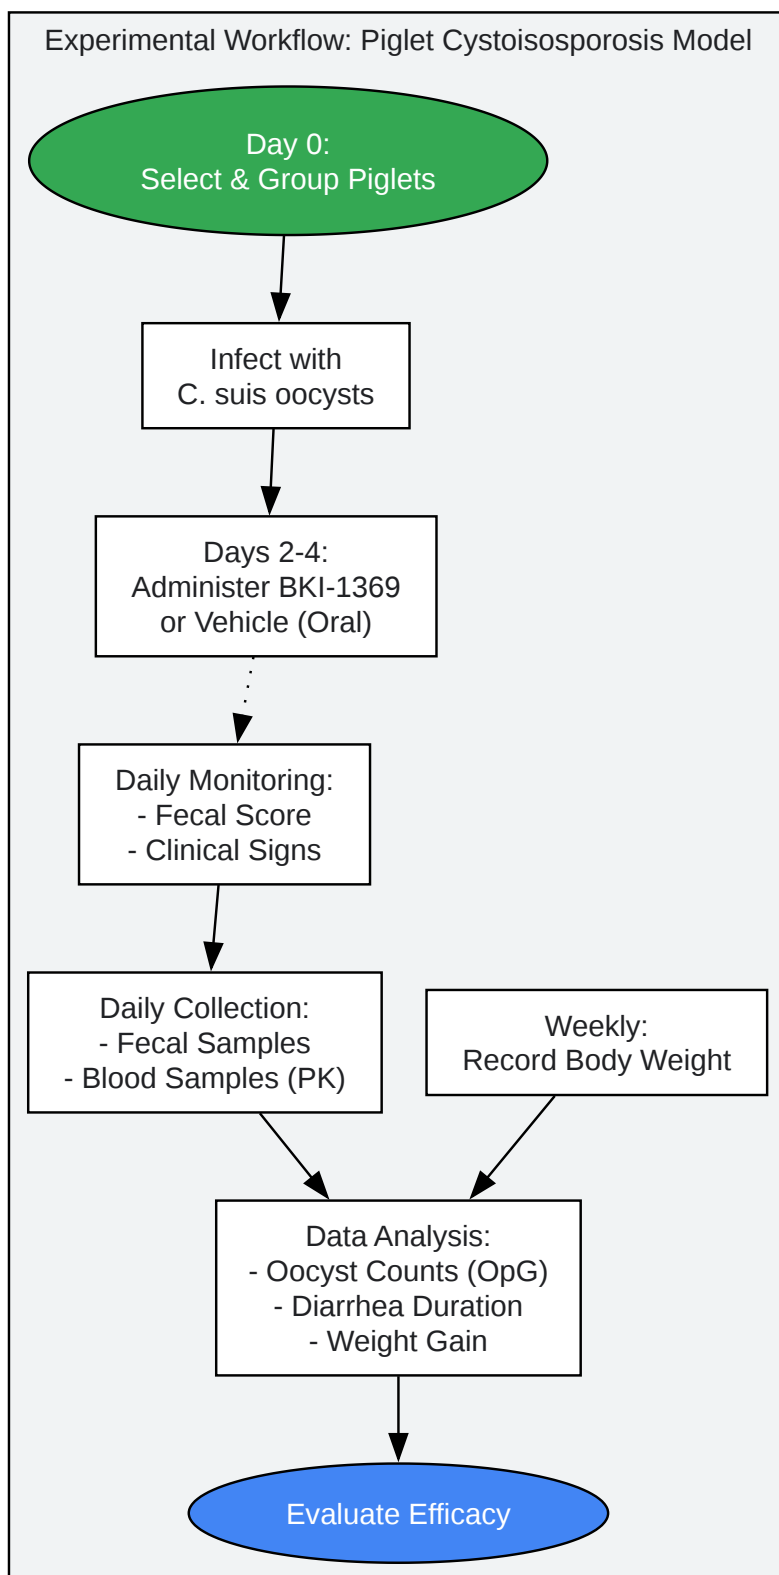 Experimental Workflow: Piglet Cystoisosporosis Model
Day 0:
Select & Group Piglets
Infect with
C. suis oocysts
Days 2-4:
Administer BKI-1369
or Vehicle (Oral)
Daily Monitoring:
- Fecal Score
- Clinical Signs
Daily Collection:
- Fecal Samples
- Blood Samples (PK)
Weekly:
Record Body Weight
Data Analysis:
- Oocyst Counts (OpG)
- Diarrhea Duration
- Weight Gain
Evaluate Efficacy